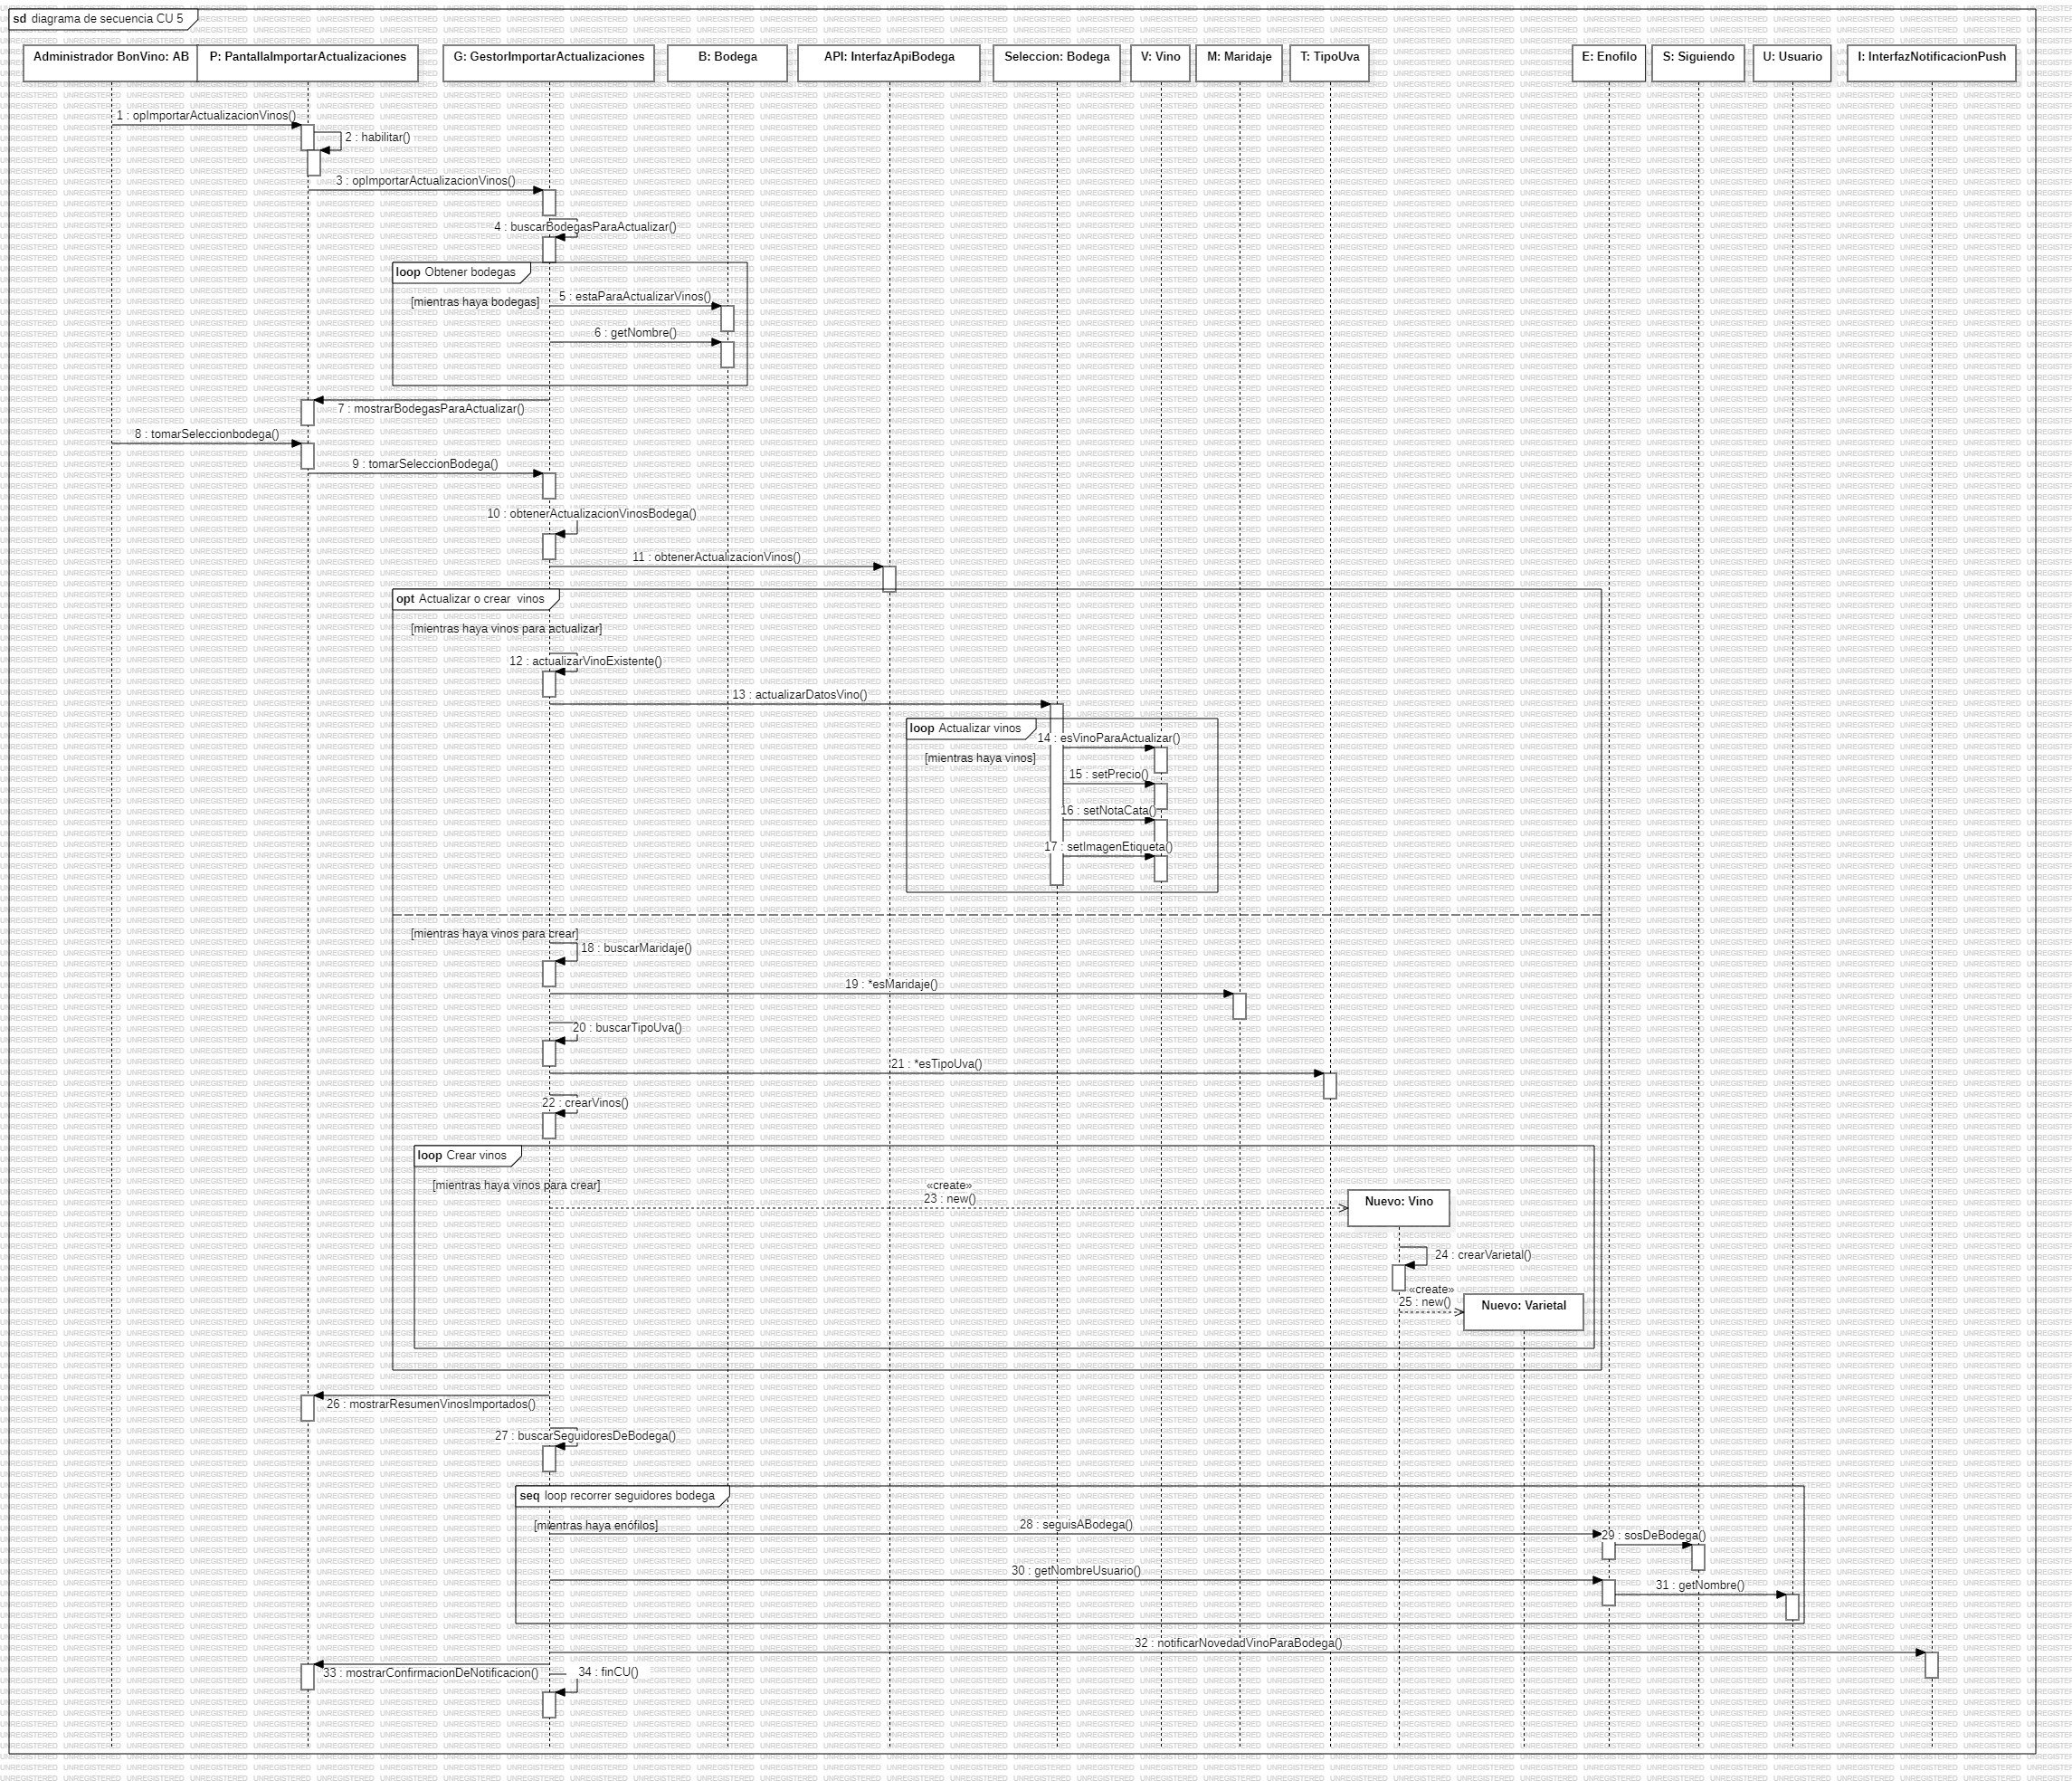 sd diagrama de secuencia CU 5
Administrador BonVino: AB
P: PantallaImportarActualizaciones
G: GestorImportarActualizaciones
B: Bodega
API: InterfazApiBodega
Seleccion: Bodega
V: Vino
M: Maridaje
T: TipoUva
E: Enofilo
S: Siguiendo
U: Usuario
I: InterfazNotificacionPush
1 : opImportarActualizacionVinos()
2 : habilitar()
3 : opImportarActualizacionVinos()
4 : buscarBodegasParaActualizar()
loop Obtener bodegas
[mientras haya bodegas]
5 : estaParaActualizarVinos()
6 : getNombre()
7 : mostrarBodegasParaActualizar()
8 : tomarSeleccionbodega()
9 : tomarSeleccionBodega()
10 : obtenerActualizacionVinosBodega()
11 : obtenerActualizacionVinos()
opt Actualizar o crear  vinos
[mientras haya vinos para actualizar]
12 : actualizarVinoExistente()
13 : actualizarDatosVino()
loop Actualizar vinos
14 : esVinoParaActualizar()
[mientras haya vinos]
15 : setPrecio()
16 : setNotaCata()
17 : setImagenEtiqueta()
[mientras haya vinos para crear]
18 : buscarMaridaje()
19 : *esMaridaje()
20 : buscarTipoUva()
21 : *esTipoUva()
22 : crearVinos()
loop Crear vinos
[mientras haya vinos para crear]
«create»
23 : new()
Nuevo: Vino
24 : crearVarietal()
«create»
25 : new()
Nuevo: Varietal
26 : mostrarResumenVinosImportados()
27 : buscarSeguidoresDeBodega()
seq loop recorrer seguidores bodega
[mientras haya enófilos]
28 : seguisABodega()
29 : sosDeBodega()
30 : getNombreUsuario()
31 : getNombre()
32 : notificarNovedadVinoParaBodega()
33 : mostrarConfirmacionDeNotificacion()
34 : finCU()
UNREGISTERED